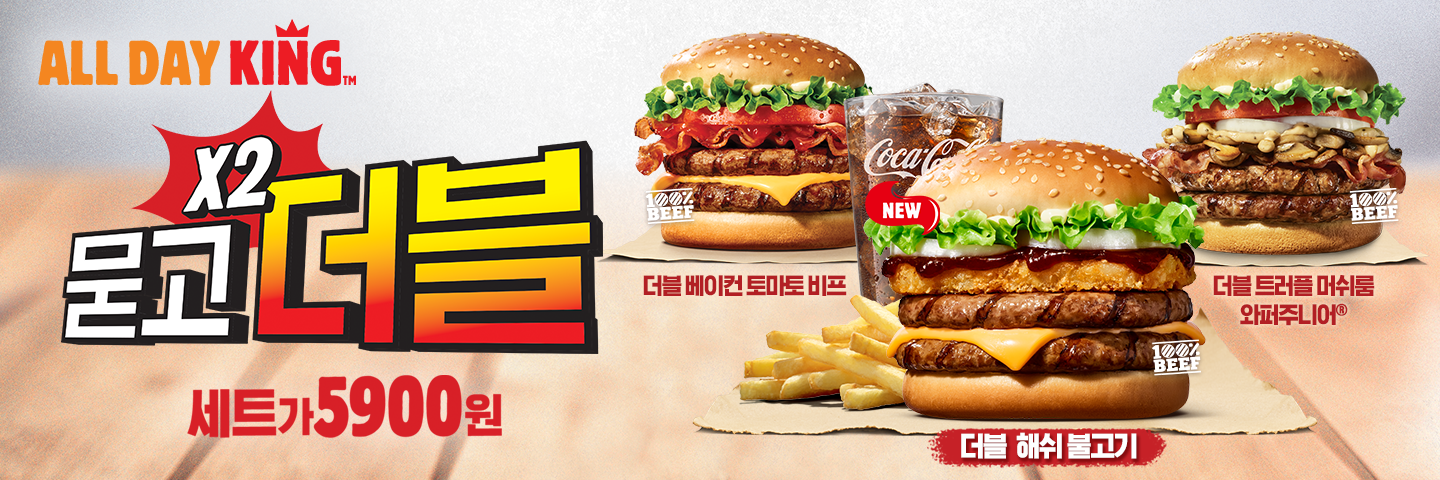 ALL DAY KING™
X2
묻고더블
세트가5900원
Coca-Cola
NEW
100% BEEF
더블 베이컨 토마토 비프
100% BEEF
더블 트러플 머쉬룸
와퍼주니어®
100% BEEF
더블 해쉬 불고기